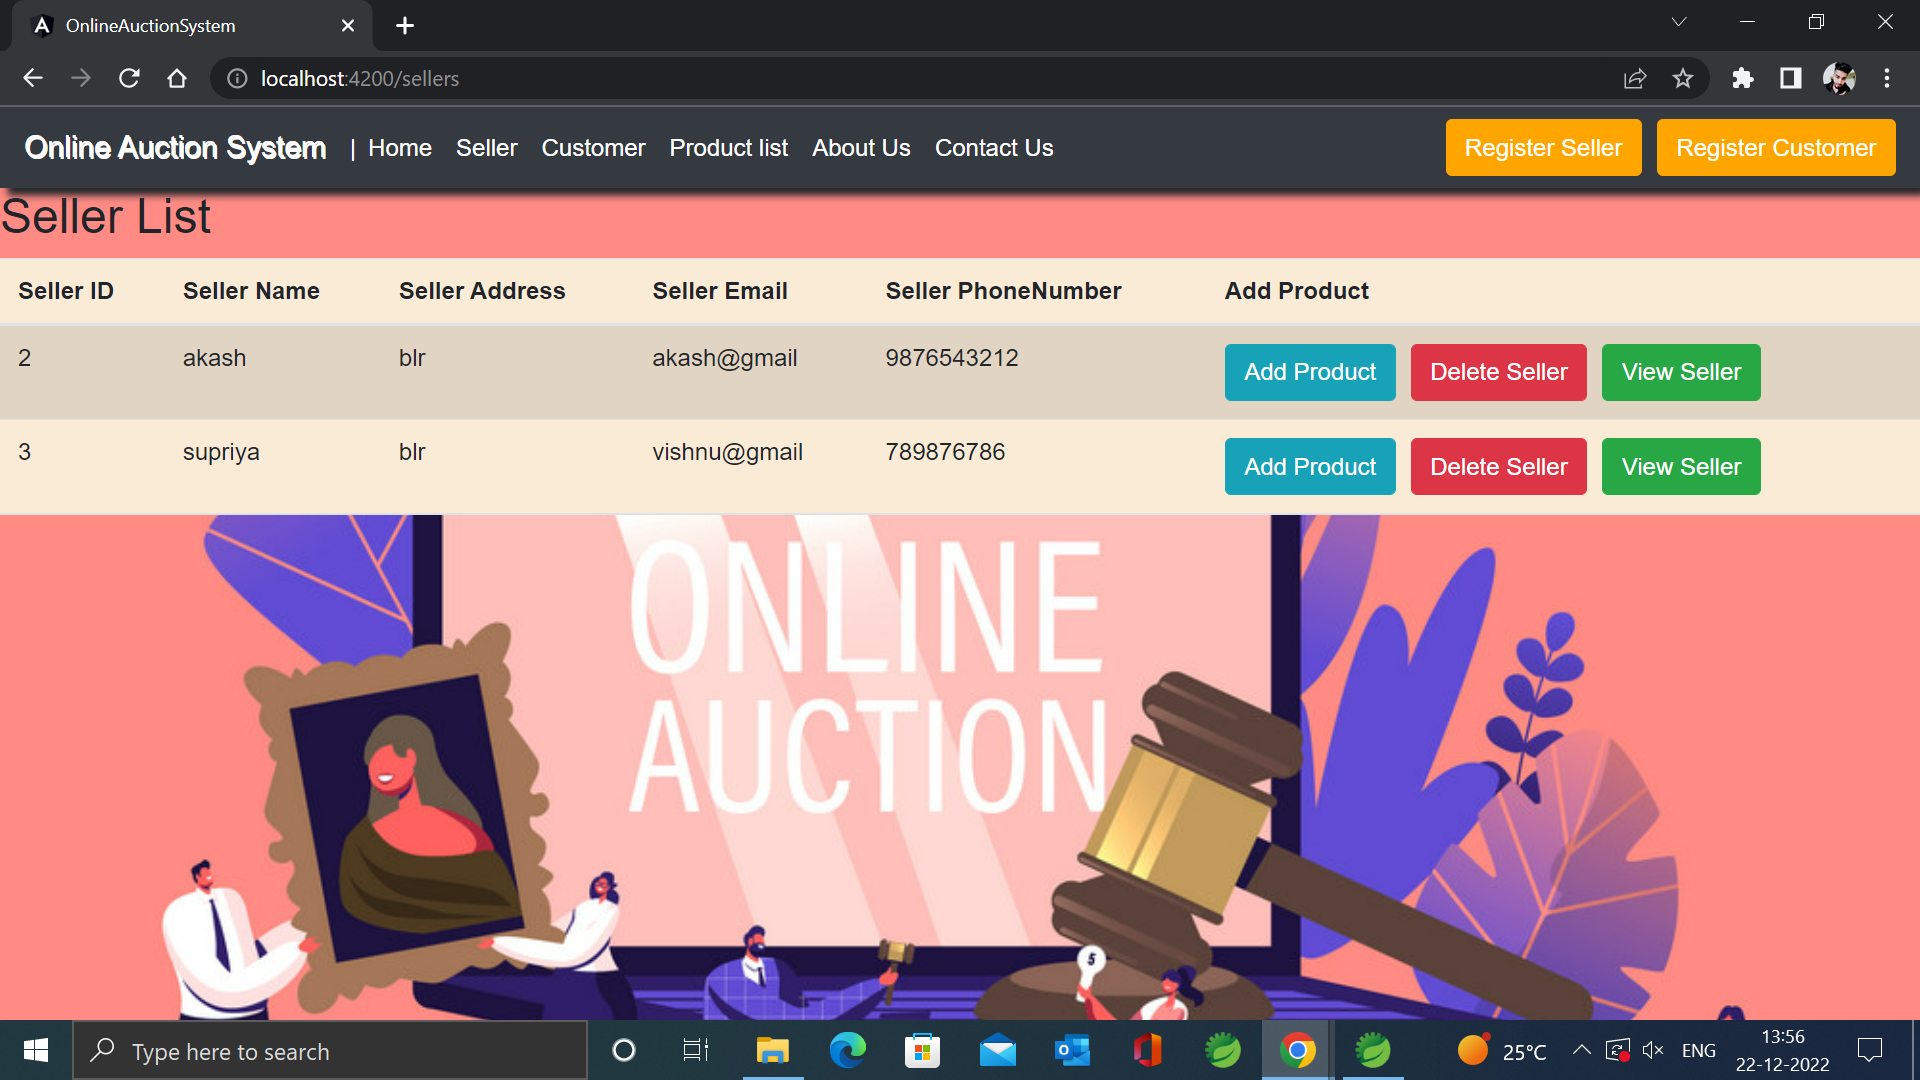 OnlineAuctionSystem
localhost:4200/sellers
Online Auction System | Home Seller Customer Product list About Us Contact Us Register Seller Register Customer
Seller List
Seller ID Seller Name Seller Address Seller Email Seller PhoneNumber Add Product
2 akash blr akash@gmail 9876543212 Add Product Delete Seller View Seller
3 supriya blr vishnu@gmail 789876786 Add Product Delete Seller View Seller
ONLINE
AUCTION
5
Type here to search
25°C ENG 13:56
22-12-2022